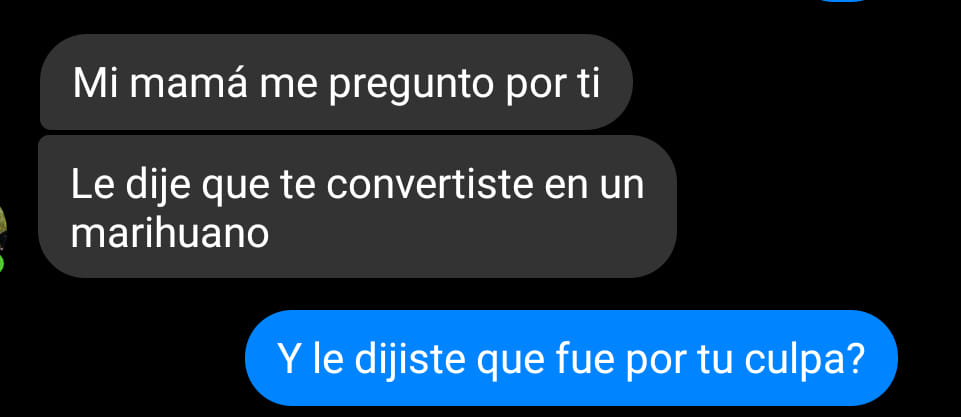 Mi mamá me pregunto por ti
Le dije que te convertiste en un
marihuano
Y le dijiste que fue por tu culpa?